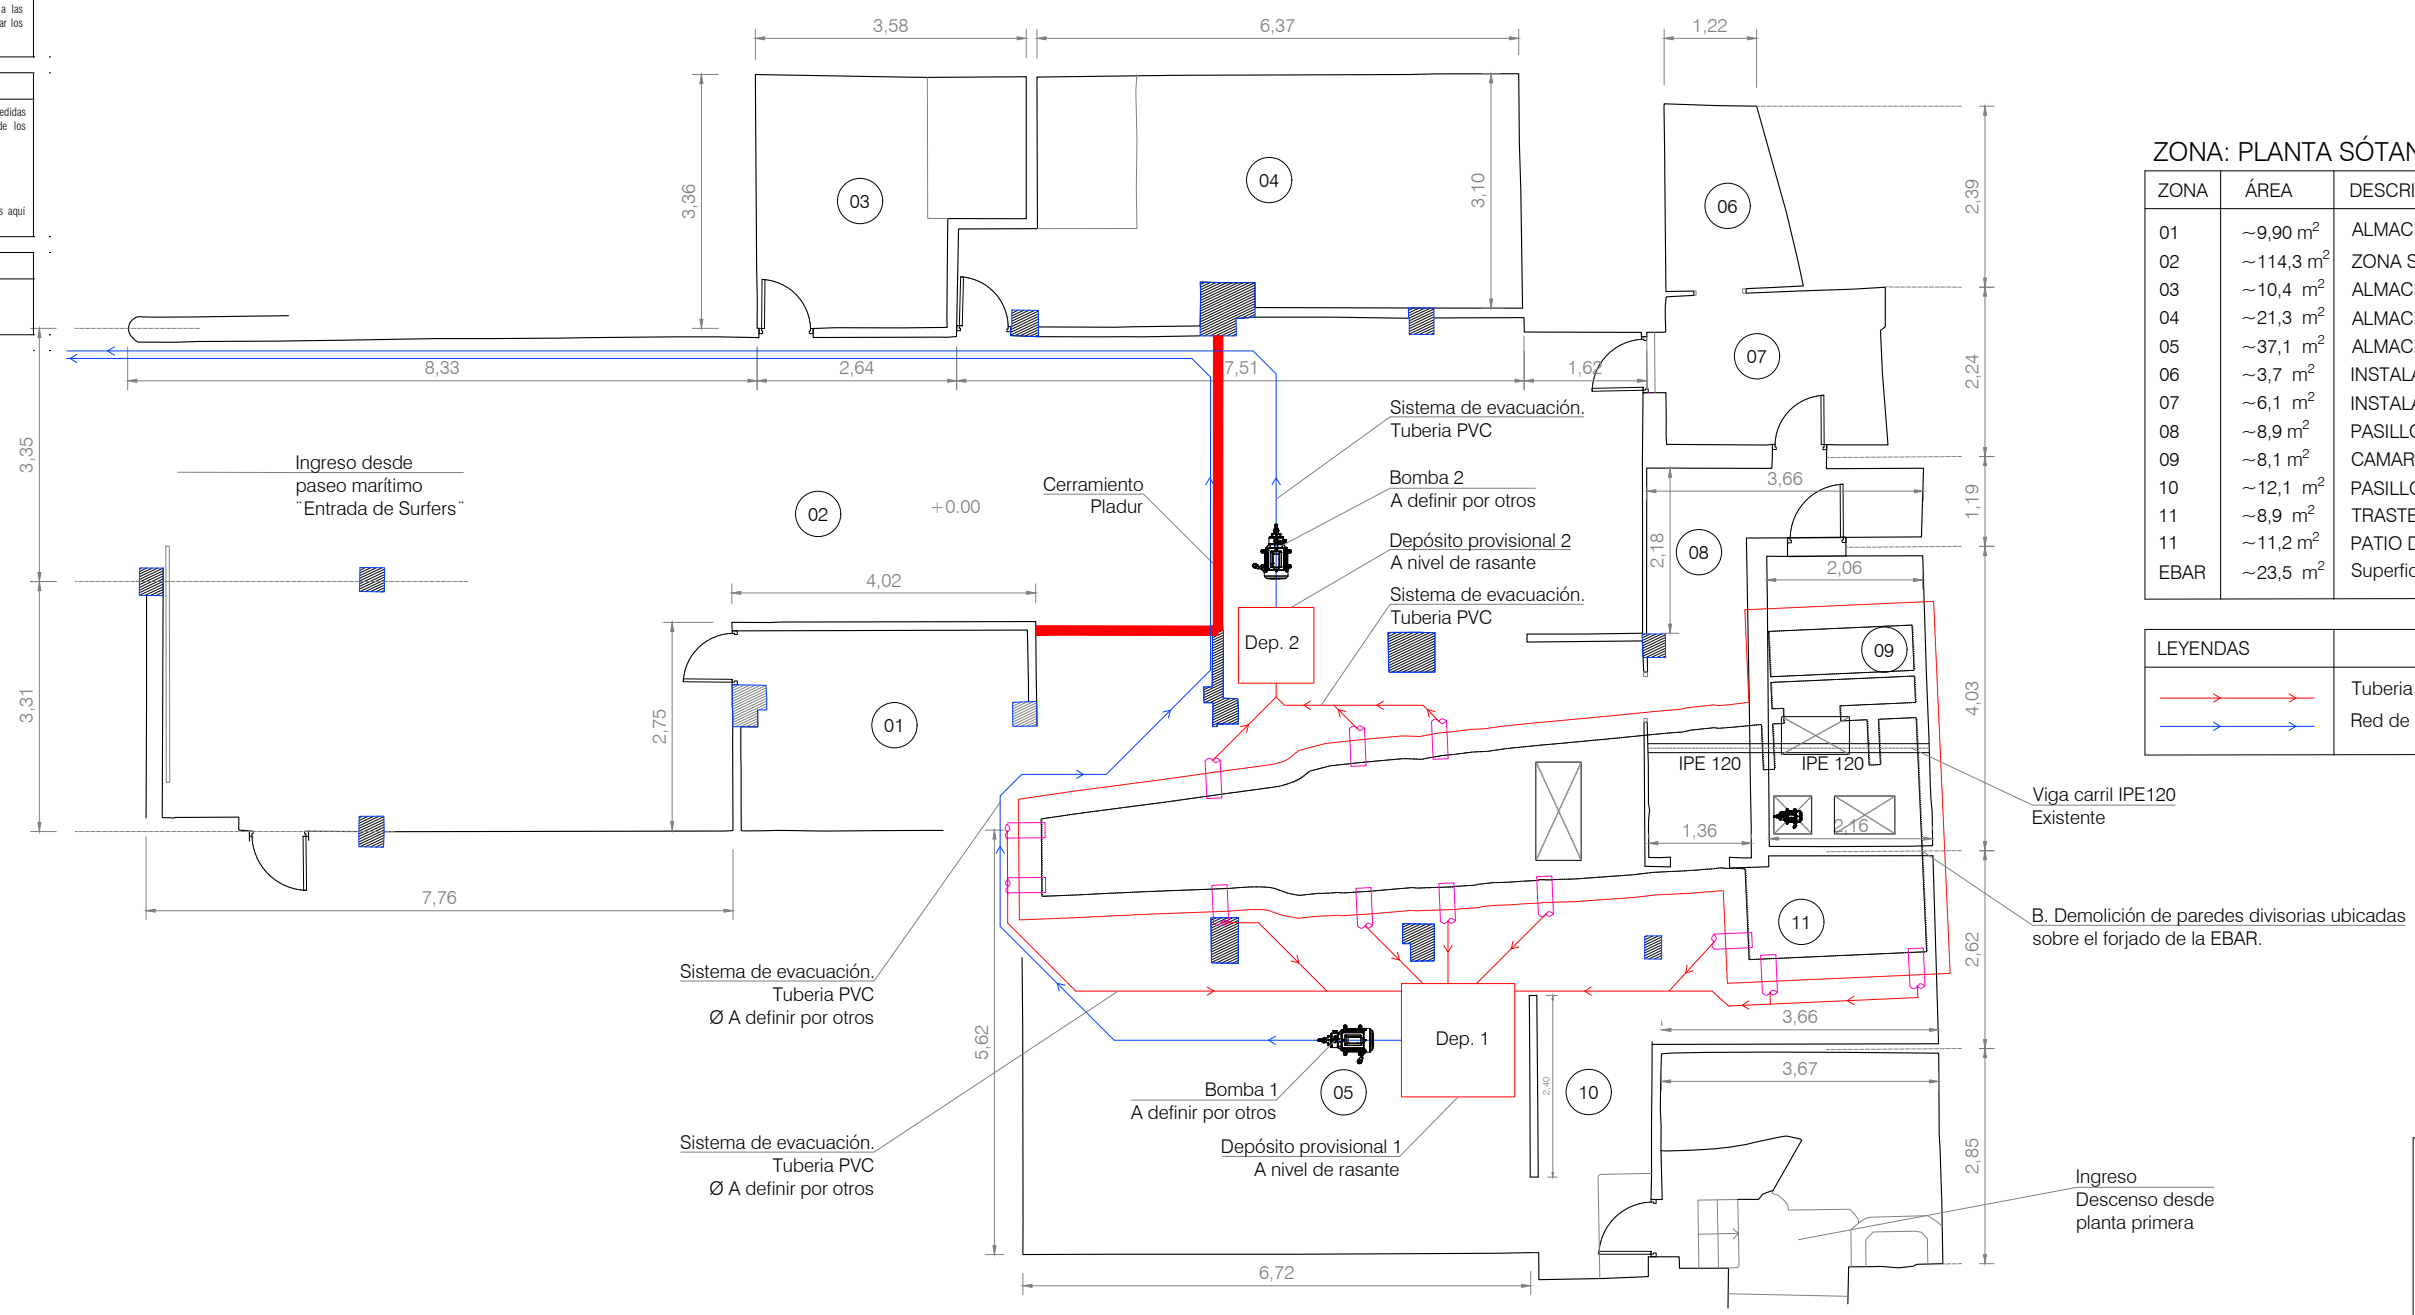 a las
ar los
edidas
de los
s aquí
3,58
6,37
1,22
3,36
03
04
3,10
06
2,39
8,33
2,64
7,51
1,62
07
2,24
3,35
Ingreso desde
paseo marítimo
¨Entrada de Surfers¨
02
+0.00
Cerramiento
Pladur
Sistema de evacuación.
Tuberia PVC
Bomba 2
A definir por otros
Depósito provisional 2
A nivel de rasante
Sistema de evacuación.
Tuberia PVC
Dep. 2
3,66
1,19
2,18
08
2,06
4,02
09
4,03
3,31
2,75
01
IPE 120
IPE 120
Viga carril IPE120
Existente
1,36
2,16
7,76
11
B. Demolición de paredes divisorias ubicadas
sobre el forjado de la EBAR.
2,62
Sistema de evacuación.
Tuberia PVC
Ø A definir por otros
5,62
Dep. 1
3,66
3,67
Bomba 1
A definir por otros
05
2,40
10
Sistema de evacuación.
Tuberia PVC
Ø A definir por otros
Depósito provisional 1
A nivel de rasante
2,85
Ingreso
Descenso desde
planta primera
6,72
ZONA: PLANTA SÓTAN
ZONA ÁREA DESCRI
01 ~9,90 m² ALMAC
02 ~114,3 m² ZONA S
03 ~10,4 m² ALMAC
04 ~21,3 m² ALMAC
05 ~37,1 m² ALMAC
06 ~3,7 m² INSTALA
07 ~6,1 m² INSTALA
08 ~8,9 m² PASILLO
09 ~8,1 m² CAMAR
10 ~12,1 m² PASILLO
11 ~8,9 m² TRASTE
11 ~11,2 m² PATIO D
EBAR ~23,5 m² Superfic
LEYENDAS
Tuberia
Red de